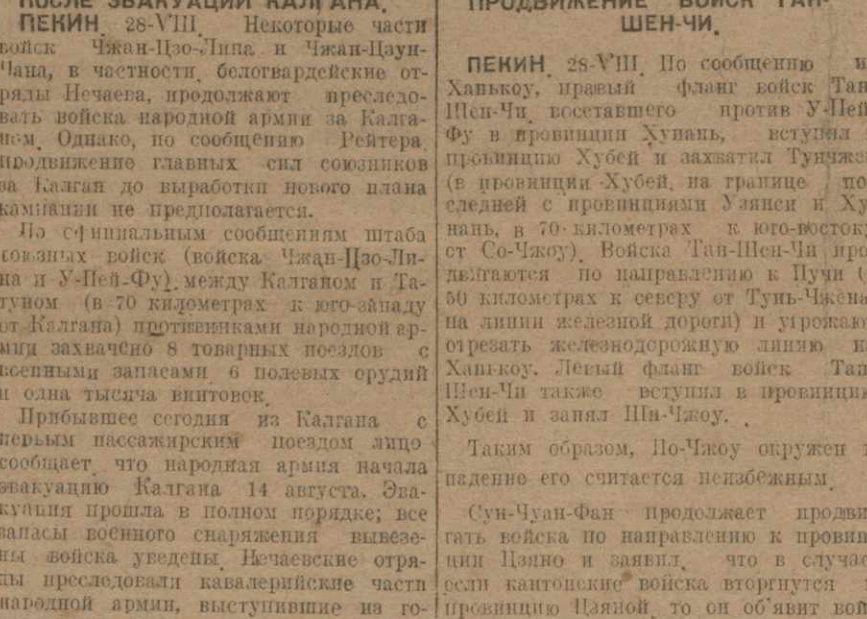 ПОСЛЕ ЭВАКУАЦИИ КАЛГАНА.
ПЕКИН, 28-VIII. Некоторые части
войск Чжан-Цзо-Лина и Чжан-Цзун-
Чана, в частности, белогвардейские от-
ряды Нечаева, продолжают преследо-
вать войска народной армии за Калга-
ном. Однако, по сообщению Рейтера,
продвижение главных сил союзников
за Калган до выработки нового плана
кампании не предполагается.
По официальным сообщениям штаба
союзных войск (войска Чжан-Цзо-Ли-
на и У-Пей-Фу), между Калганом и Та-
туном (в 70 километрах к юго-западу
от Калгана) противниками народной ар-
мии захвачено 8 товарных поездов с
военными запасами, 6 полевых орудий
и одна тысяча винтовок.
Прибывшее сегодня из Калгана с
первым пассажирским поездом лицо
сообщает, что народная армия начала
эвакуацию Калгана 14 августа. Эва-
куация прошла в полном порядке; все
запасы военного снаряжения вывезе-
ны войска уведены. Нечаевские отря-
ды преследовали кавалерийские части
народной армии, выступившие из го-
ПРОДВИЖЕНИЕ ВОЙСК ТАН-
ШЕН-ЧИ.
ПЕКИН, 28-VIII. По сообщению и
Ханькоу, правый фланг войск Тан
Шен-Чи, восставшего против У-Пей
Фу в провинции Хунань, вступил
провинцию Хубей и захватил Тунчжен
(в провинции Хубей, на границе по
следней с провинциями Узянси и Ху
нань, в 70 километрах к юго-востоку
от Со-Чжоу). Войска Тан-Шен-Чи про
двигаются по направлению к Пучи (
50 километрах к северу от Тунь-Чжена
на линии железной дороги) и угрожаю
отрезать железнодорожную линию на
Ханькоу. Левый фланг войск Тан
Шен-Чи также вступил в провинцию
Хубей и занял Ши-Чжоу.
Таким образом, По-Чжоу окружен и
падение его считается неизбежным.
Сун-Чуан-Фан продолжает продви
гать войска по направлению к провин
ции Цзяно и заявил, что в случае
если кантонские войска вторгнутся
провинцию Цзяной, то он об'явит вой